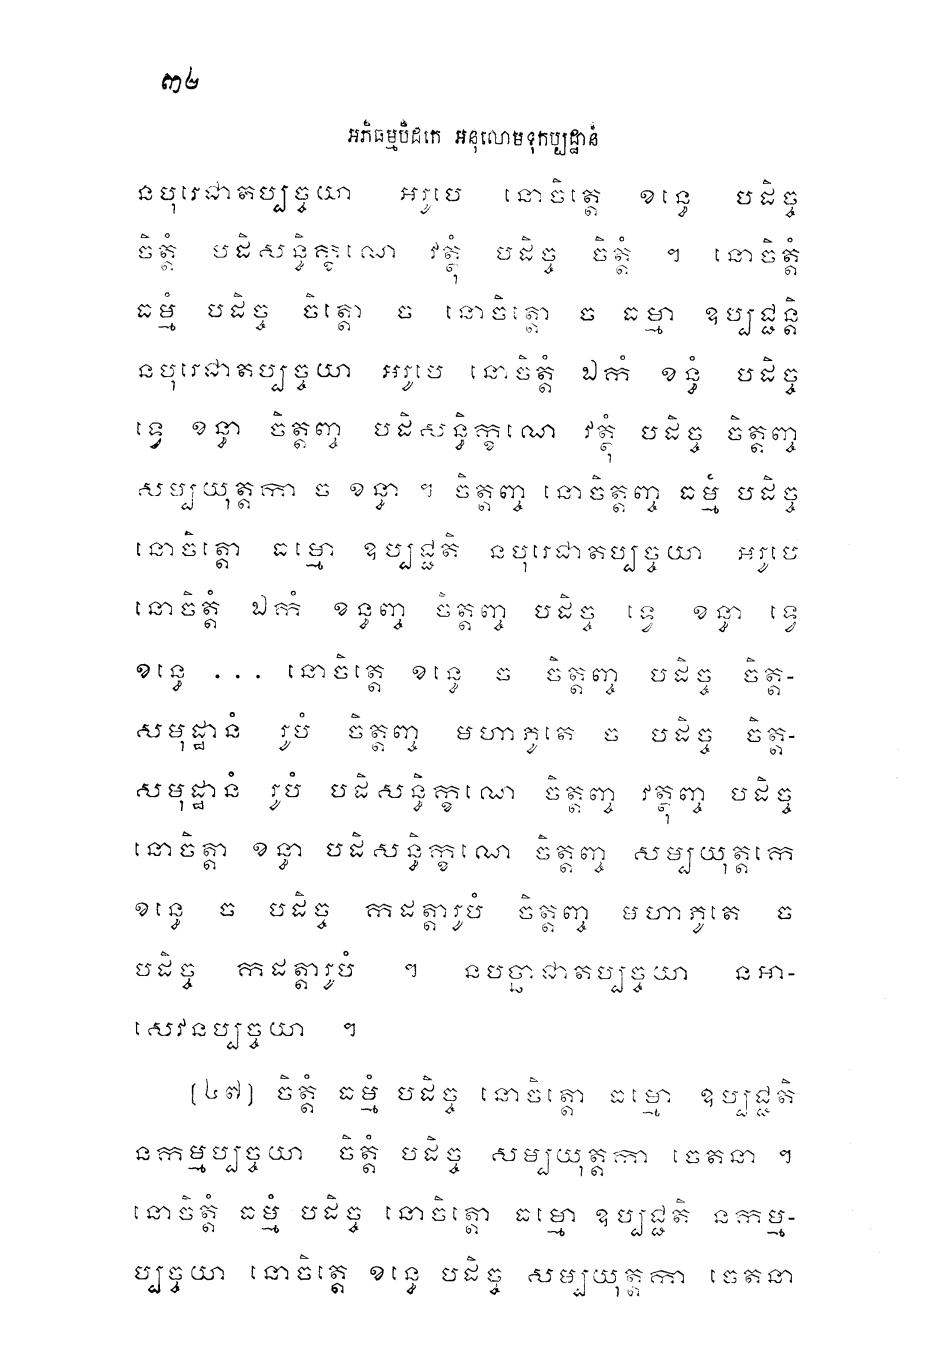 ៣៤
អភិធម្មបិដកេ អនុលោមទុកប្បដ្ឋានំ
នបុរេជាតប្បច្ចយា អរូបេ នោចិត្តេ ខន្ធេ បដិច្ច
ចិត្តំ បដិសន្ធិក្ខណេ វត្ថុំ បដិច្ច ចិត្តំ ។ នោចិត្តំ
ធម្មំ បដិច្ច ចិត្តោ ច នោចិត្តោ ច ធម្មា ឧប្បជ្ជន្តិ
នបុរេជាតប្បច្ចយា អរូបេ នោចិត្តំ ឯកំ ខន្ធំ បដិច្ច
ទ្វេ ខន្ធា ចិត្តញ្ច បដិសន្ធិក្ខណេ វត្ថុំ បដិច្ច ចិត្តញ្ច
សម្បយុត្តកា ច ខន្ធា ។ ចិត្តញ្ច នោចិត្តញ្ច ធម្មំ បដិច្ច
នោចិត្តោ ធម្មោ ឧប្បជ្ជតិ នបុរេជាតប្បច្ចយា អរូបេ
នោចិត្តំ ឯកំ ខន្ធញ្ច ចិត្តញ្ច បដិច្ច ទ្វេ ខន្ធា ទ្វេ
ខន្ធេ ... នោចិត្តេ ខន្ធេ ច ចិត្តញ្ច បដិច្ច ចិត្ត-
សមុដ្ឋានំ រូបំ ចិត្តញ្ច មហាភូតេ ច បដិច្ច ចិត្ត-
សមុដ្ឋានំ រូបំ បដិសន្ធិក្ខណេ ចិត្តញ្ច វត្ថុញ្ច បដិច្ច
នោចិត្តា ខន្ធា បដិសន្ធិក្ខណេ ចិត្តញ្ច សម្បយុត្តកេ
ខន្ធេ ច បដិច្ច កដត្តារូបំ ចិត្តញ្ច មហាភូតេ ច
បដិច្ច កដត្តារូបំ ។ នបច្ឆាជាតប្បច្ចយា នអា-
សេវនប្បច្ចយា ។
[៤៧] ចិត្តំ ធម្មំ បដិច្ច នោចិត្តោ ធម្មោ ឧប្បជ្ជតិ
នកម្មប្បច្ចយា ចិត្តំ បដិច្ច សម្បយុត្តកា ចេតនា ។
នោចិត្តំ ធម្មំ បដិច្ច នោចិត្តោ ធម្មោ ឧប្បជ្ជតិ នកម្ម-
ប្បច្ចយា នោចិត្តេ ខន្ធេ បដិច្ច សម្បយុត្តកា ចេតនា